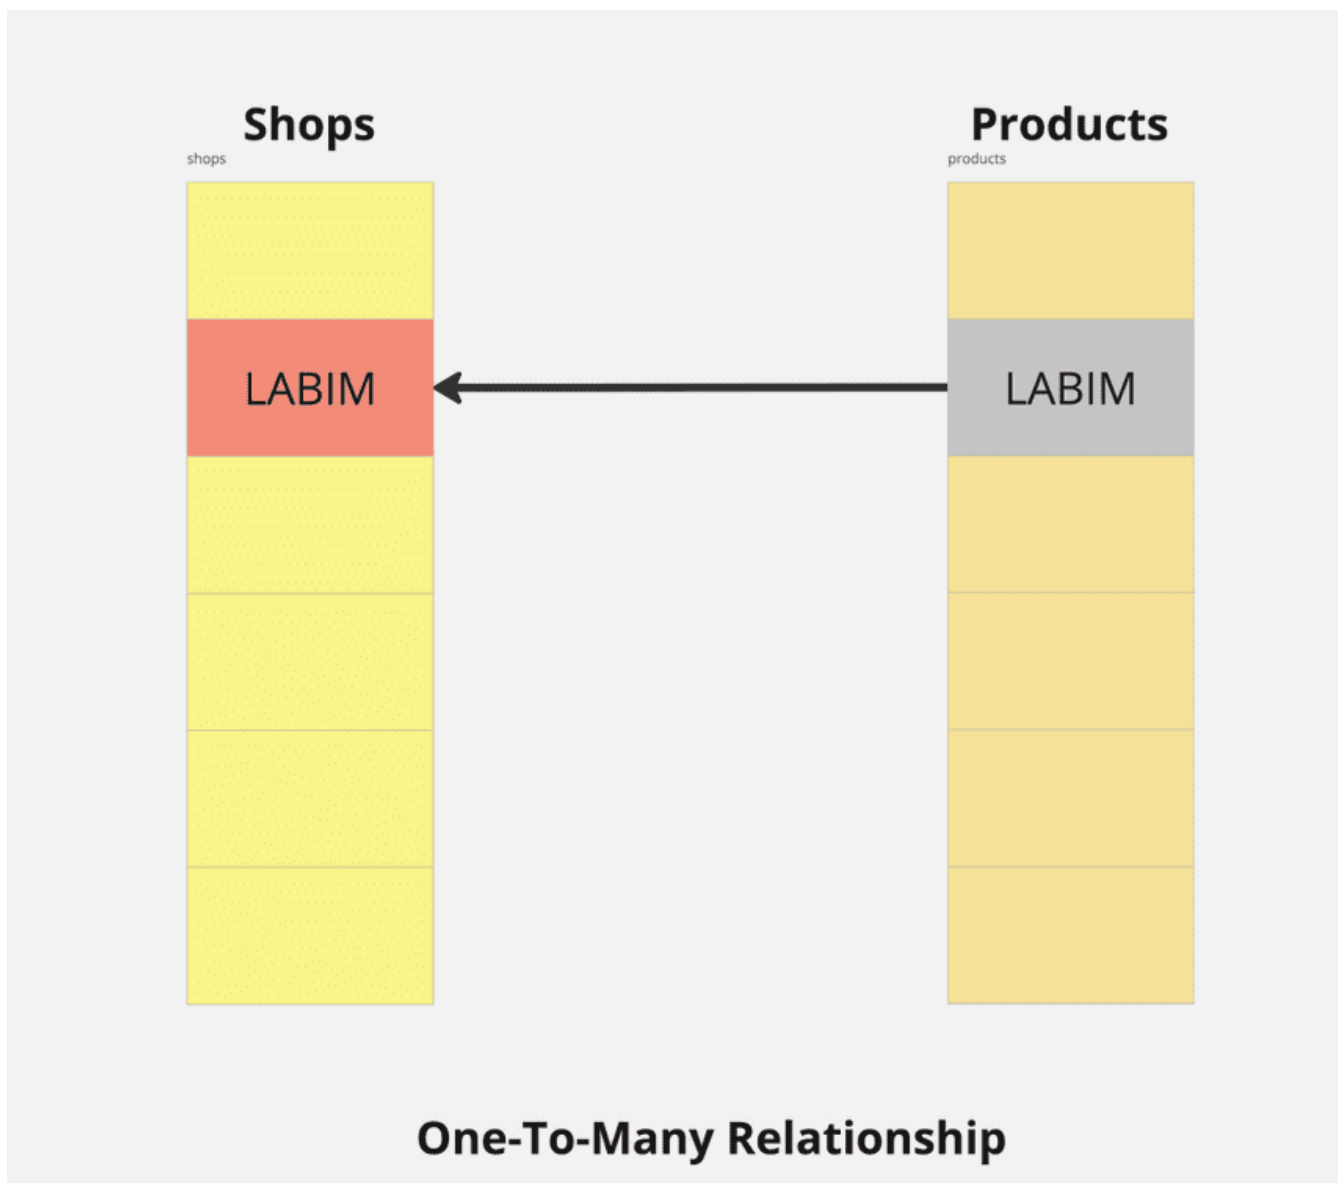 Shops
shops
LABIM
Products
products
LABIM
One-To-Many Relationship